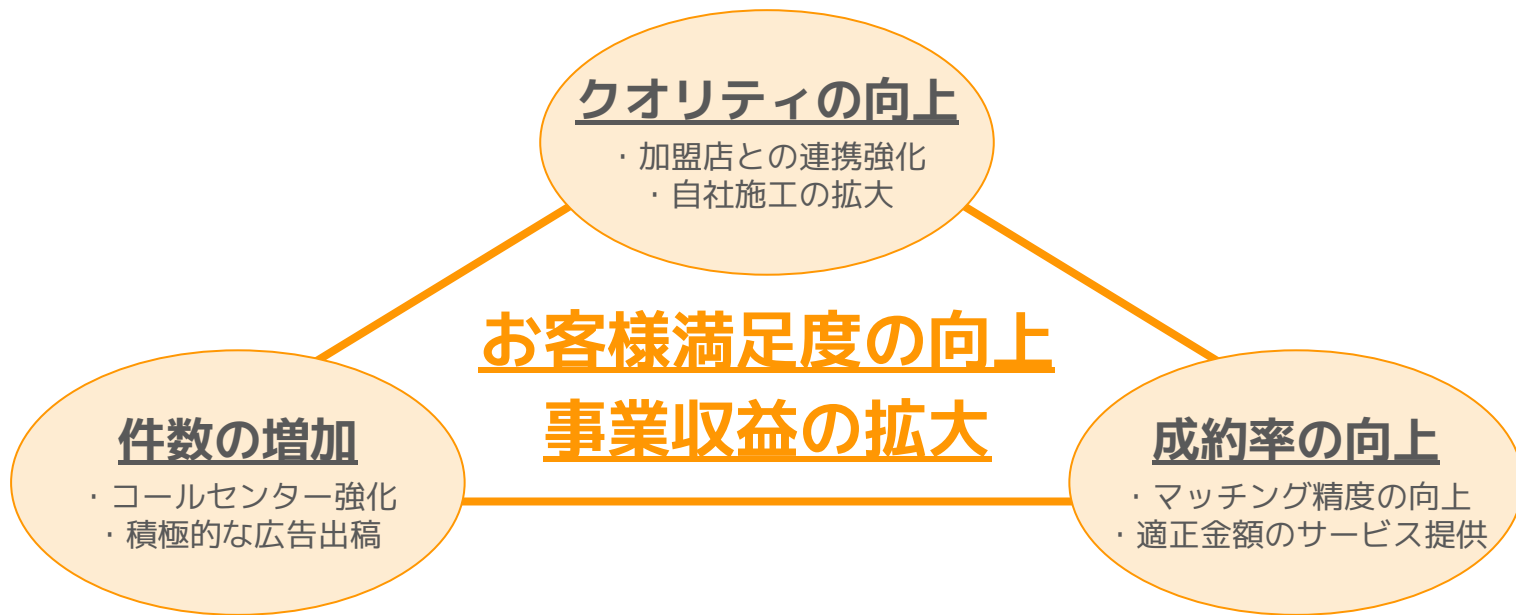 クオリティの向上
・加盟店との連携強化
・自社施工の拡大
お客様満足度の向上
事業収益の拡大
件数の増加
・コールセンター強化
・積極的な広告出稿
成約率の向上
・マッチング精度の向上
・適正金額のサービス提供